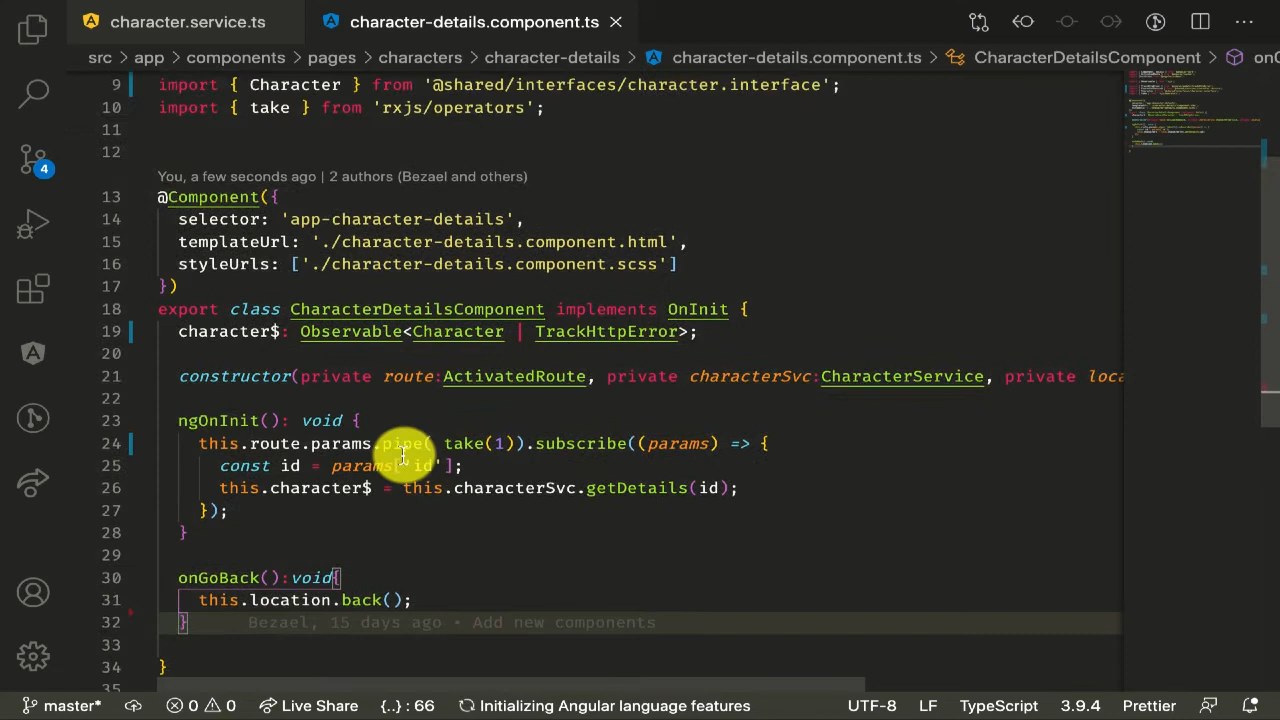 character.service.ts character-details.component.ts
src app components pages characters character-details character-details.component.ts CharacterDetailsComponent
9 import { Character } from '@shared/interfaces/character.interface';
10 import { take } from 'rxjs/operators';
11
12
You, a few seconds ago | 2 authors (Bezael and others)
13 @Component({
14 selector: 'app-character-details',
15 templateUrl: './character-details.component.html',
16 styleUrls: ['./character-details.component.scss']
17 })
18 export class CharacterDetailsComponent implements OnInit {
19 character$: Observable<Character | TrackHttpError>;
20
21 constructor(private route:ActivatedRoute, private characterSvc:CharacterService, private loca
22
23 ngOnInit(): void {
24 this.route.params.pipe( take(1)).subscribe((params) => {
25 const id = params['id'];
26 this.character$ = this.characterSvc.getDetails(id);
27 });
28 }
29
30 onGoBack():void{
31 this.location.back();
32 } Bezael, 15 days ago • Add new components
33
34 }
35
4
master* 0 0 Live Share {..} : 66 Initializing Angular language features UTF-8 LF TypeScript 3.9.4 Prettier